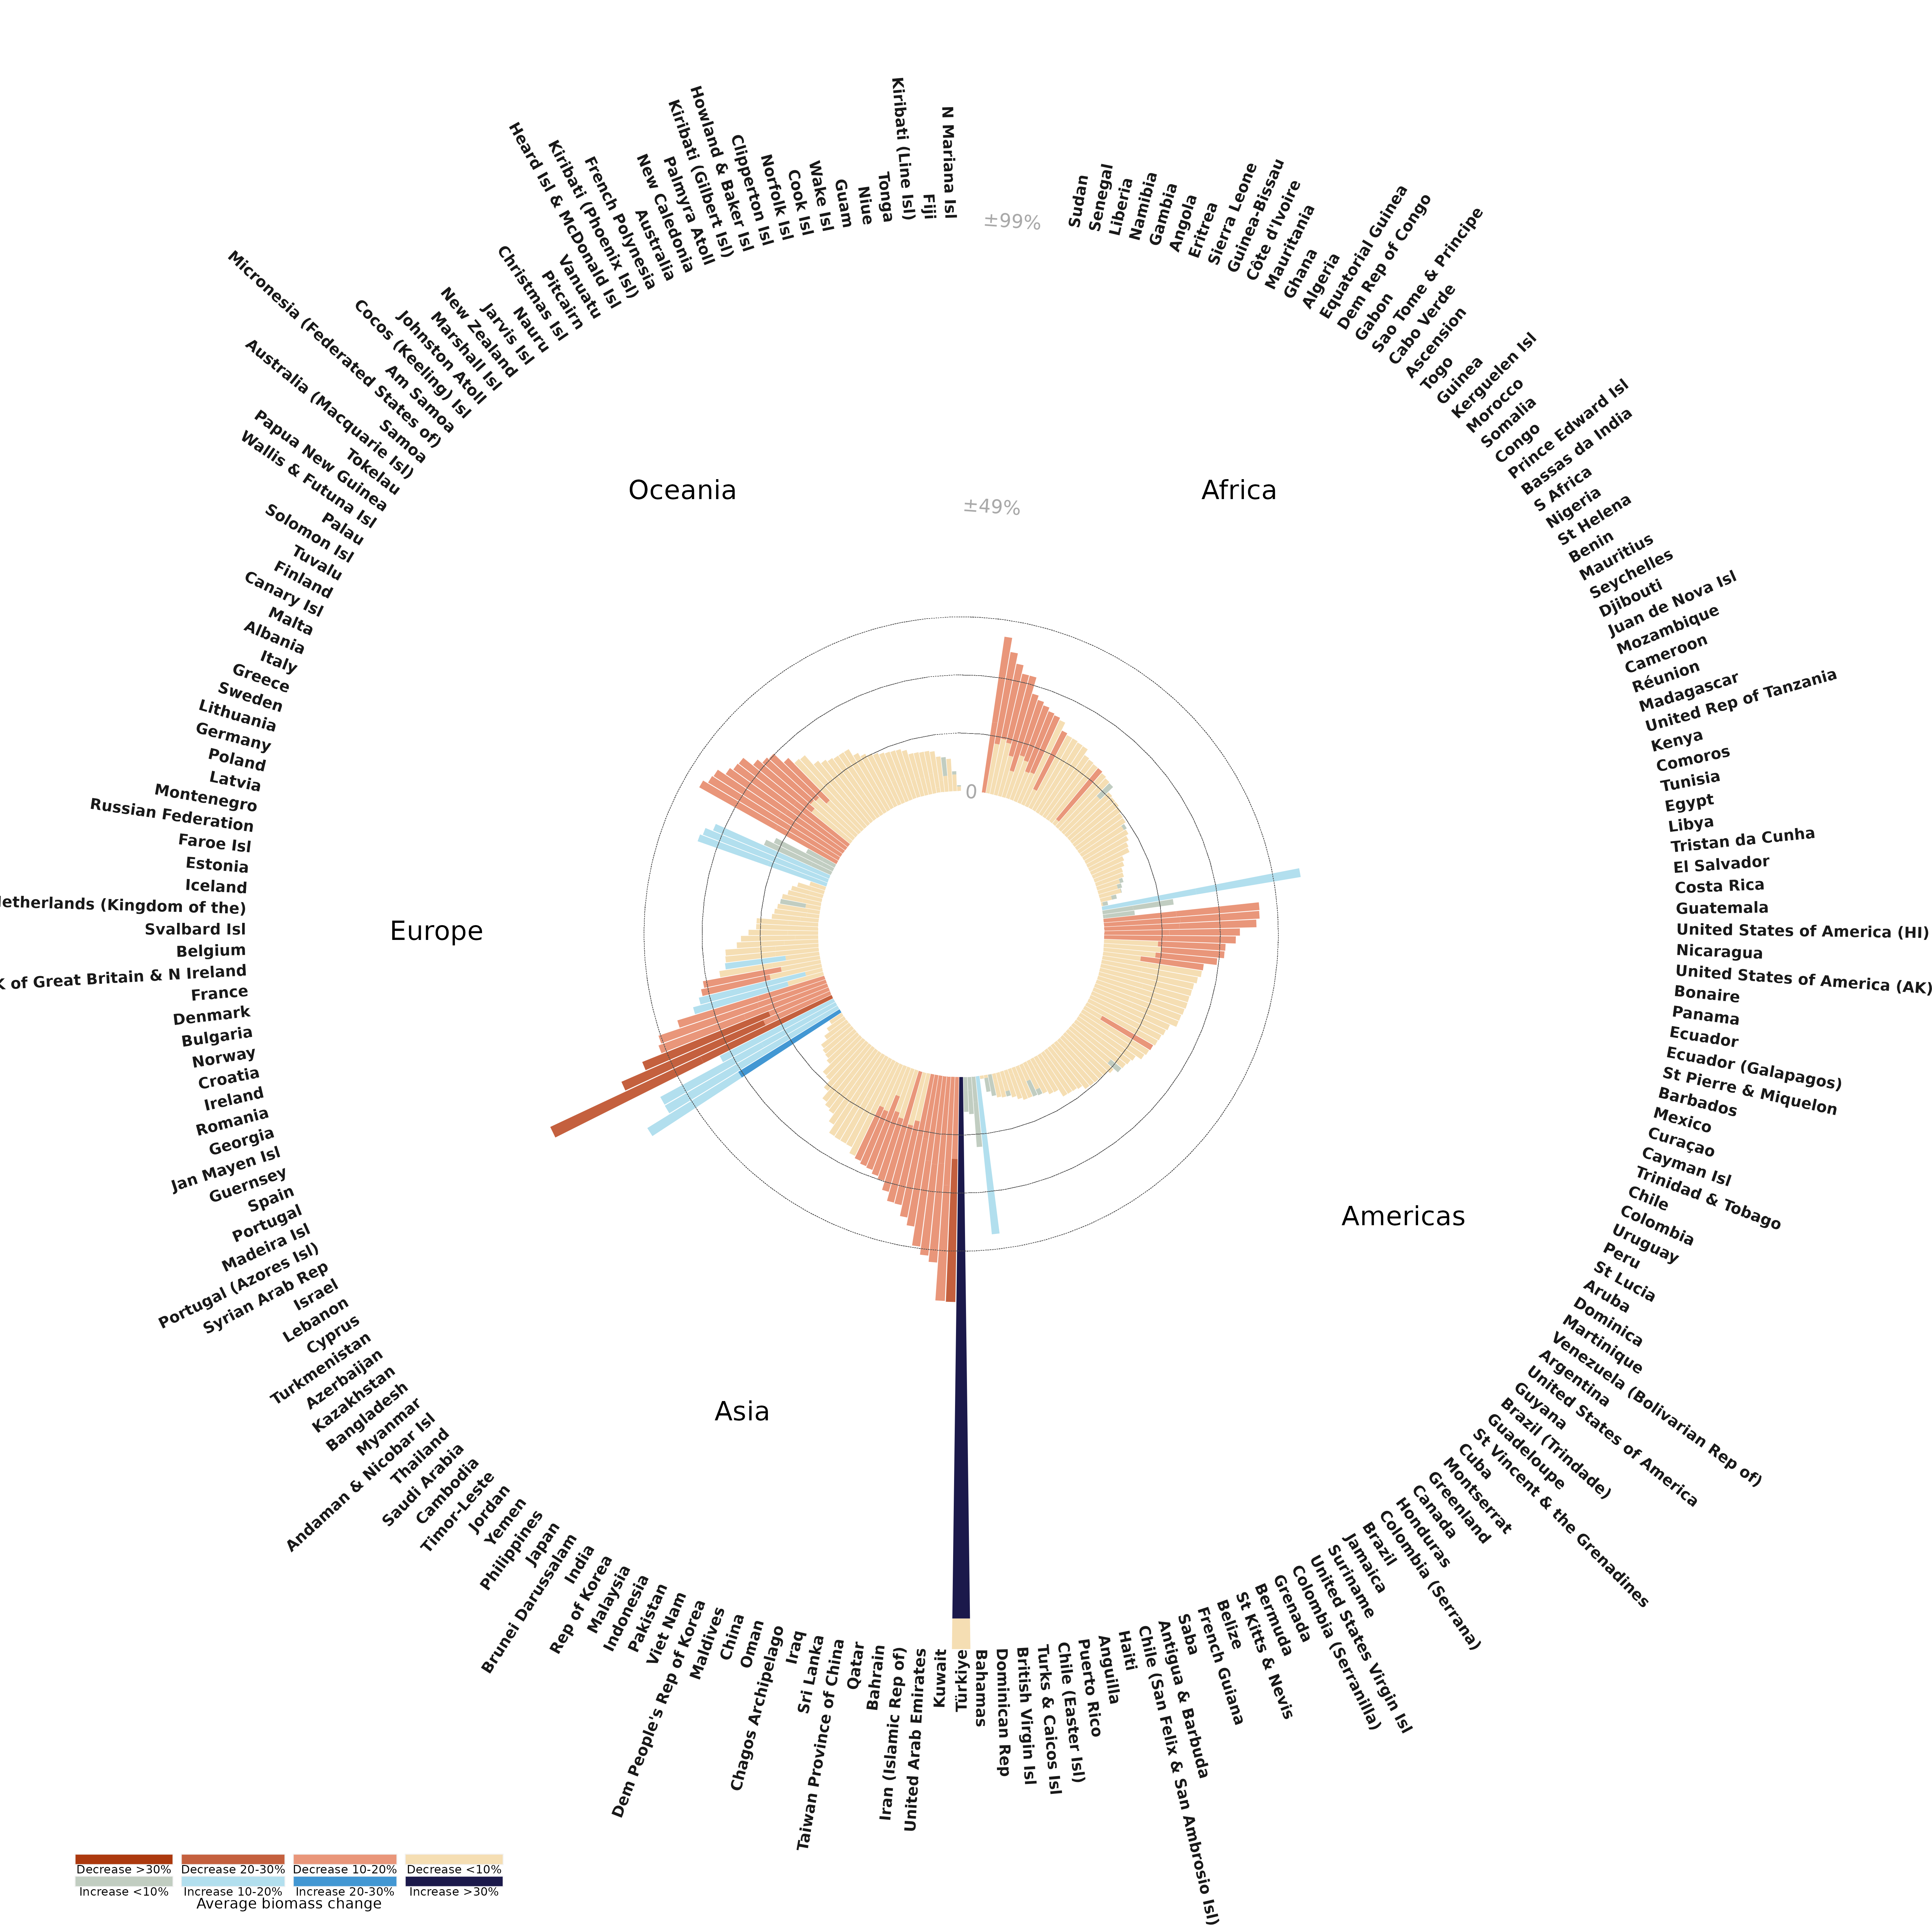 ±99%
±49%
0
Africa
Americas
Asia
Europe
Oceania
Sudan
Senegal
Liberia
Namibia
Gambia
Angola
Eritrea
Sierra Leone
Guinea-Bissau
Côte d'Ivoire
Mauritania
Ghana
Algeria
Equatorial Guinea
Dem Rep of Congo
Gabon
Sao Tome & Principe
Cabo Verde
Ascension
Togo
Guinea
Kerguelen Isl
Morocco
Somalia
Congo
Prince Edward Isl
Bassas da India
S Africa
Nigeria
St Helena
Benin
Mauritius
Seychelles
Djibouti
Juan de Nova Isl
Mozambique
Cameroon
Réunion
Madagascar
United Rep of Tanzania
Kenya
Comoros
Tunisia
Egypt
Libya
Tristan da Cunha
El Salvador
Costa Rica
Guatemala
United States of America (HI)
Nicaragua
United States of America (AK)
Bonaire
Panama
Ecuador
Ecuador (Galapagos)
St Pierre & Miquelon
Barbados
Mexico
Curaçao
Cayman Isl
Trinidad & Tobago
Chile
Colombia
Uruguay
Peru
St Lucia
Aruba
Dominica
Martinique
Venezuela (Bolivarian Rep of)
Argentina
United States of America
Guyana
Brazil (Trindade)
Guadeloupe
St Vincent & the Grenadines
Cuba
Montserrat
Greenland
Canada
Honduras
Colombia (Serrana)
Brazil
Jamaica
Suriname
United States Virgin Isl
Colombia (Serranilla)
Grenada
Bermuda
St Kitts & Nevis
Belize
French Guiana
Saba
Antigua & Barbuda
Chile (San Felix & San Ambrosio Isl)
Haiti
Anguilla
Puerto Rico
Chile (Easter Isl)
Turks & Caicos Isl
British Virgin Isl
Dominican Rep
Bahamas
Türkiye
Kuwait
United Arab Emirates
Iran (Islamic Rep of)
Bahrain
Qatar
Taiwan Province of China
Sri Lanka
Iraq
Chagos Archipelago
Oman
China
Maldives
Dem People's Rep of Korea
Viet Nam
Pakistan
Indonesia
Malaysia
Rep of Korea
India
Brunei Darussalam
Japan
Philippines
Yemen
Jordan
Timor-Leste
Cambodia
Saudi Arabia
Thailand
Andaman & Nicobar Isl
Myanmar
Bangladesh
Kazakhstan
Azerbaijan
Turkmenistan
Cyprus
Lebanon
Israel
Syrian Arab Rep
Portugal (Azores Isl)
Madeira Isl
Portugal
Spain
Guernsey
Jan Mayen Isl
Georgia
Romania
Ireland
Croatia
Norway
Bulgaria
Denmark
France
of Great Britain & N Ireland
Belgium
Svalbard Isl
etherlands (Kingdom of the)
Iceland
Estonia
Faroe Isl
Russian Federation
Montenegro
Latvia
Poland
Germany
Lithuania
Sweden
Greece
Italy
Albania
Malta
Canary Isl
Finland
Tuvalu
Solomon Isl
Palau
Wallis & Futuna Isl
Papua New Guinea
Tokelau
Australia (Macquarie Isl)
Samoa
Micronesia (Federated States of)
Am Samoa
Cocos (Keeling) Isl
Johnston Atoll
Marshall Isl
New Zealand
Jarvis Isl
Nauru
Christmas Isl
Pitcairn
Vanuatu
Heard Isl & McDonald Isl
Kiribati (Phoenix Isl)
French Polynesia
Australia
New Caledonia
Palmyra Atoll
Kiribati (Gilbert Isl)
Howland & Baker Isl
Clipperton Isl
Norfolk Isl
Cook Isl
Wake Isl
Guam
Niue
Tonga
Kiribati (Line Isl)
Fiji
N Mariana Isl
Decrease >30%
Decrease 20-30%
Decrease 10-20%
Decrease <10%
Increase <10%
Increase 10-20%
Increase 20-30%
Increase >30%
Average biomass change